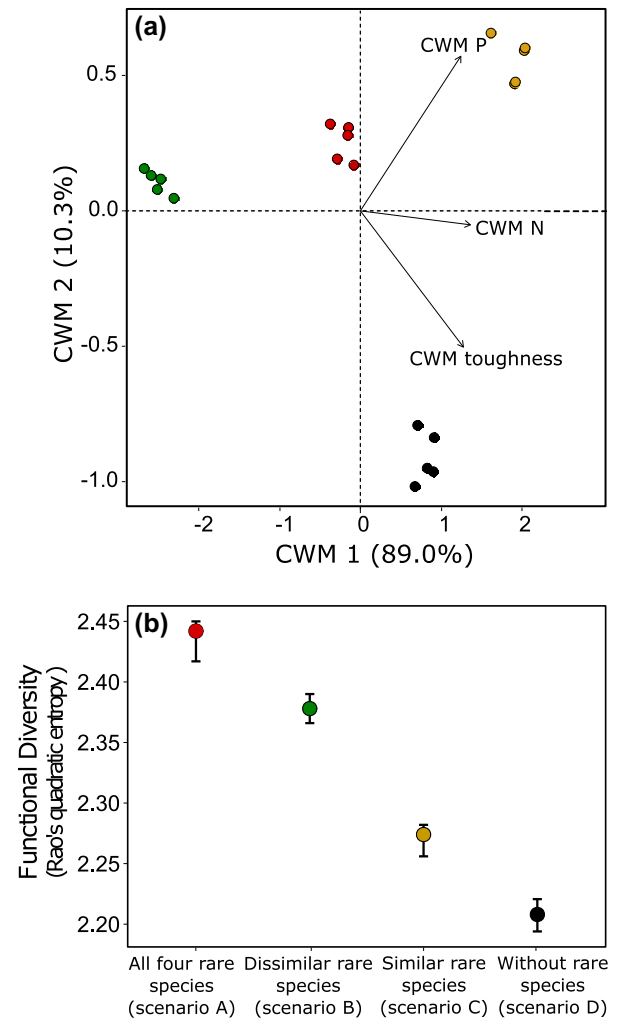 (a)
CWM P
CWM N
CWM toughness
0.5
0.0
-0.5
-1.0
CWM 2 (10.3%)
-2
-1
0
1
2
CWM 1 (89.0%)
(b)
2.45
2.40
2.35
2.30
2.25
2.20
Functional Diversity
(Rao's quadratic entropy)
All four rare
species
(scenario A)
Dissimilar rare
species
(scenario B)
Similar rare
species
(scenario C)
Without rare
species
(scenario D)